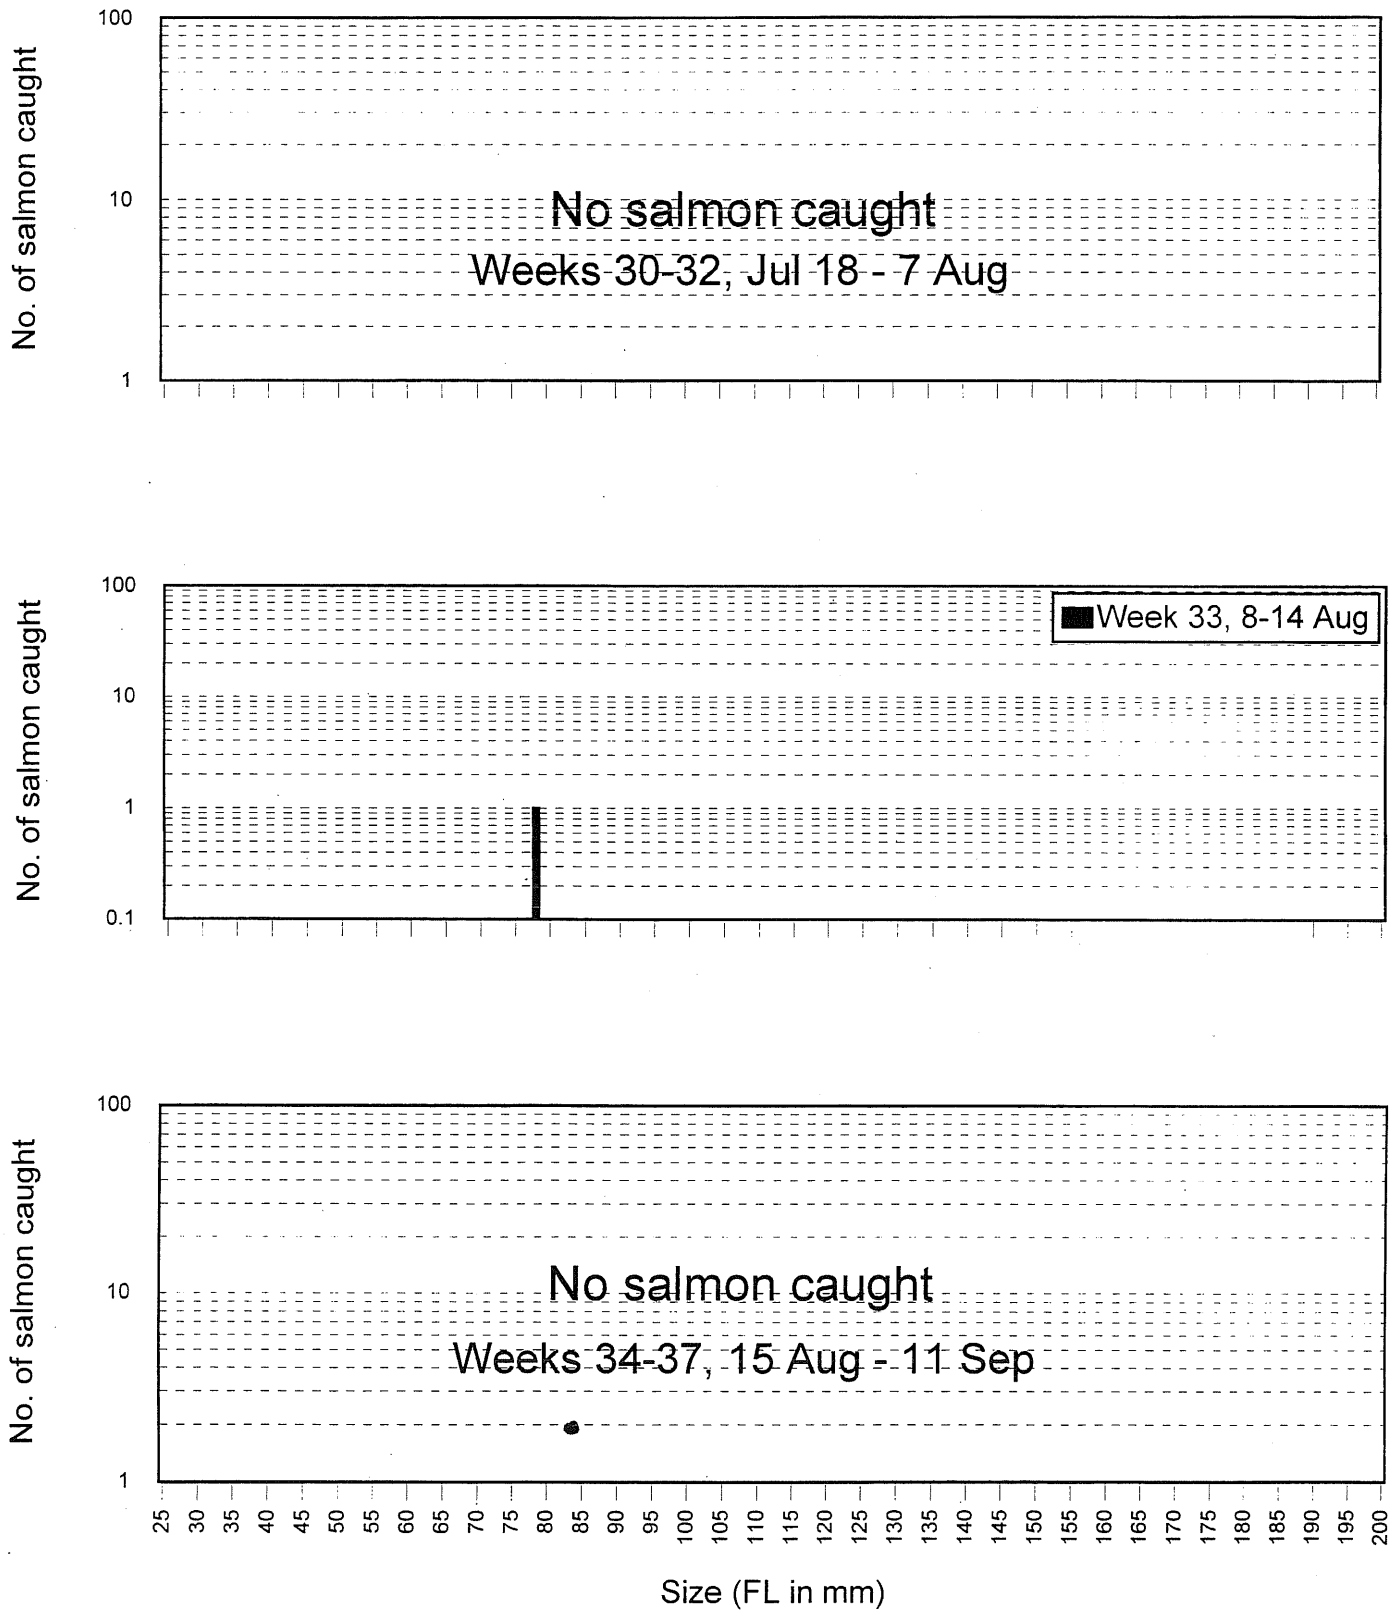 No. of salmon caught
100
10
1
No salmon caught
Weeks 30-32, Jul 18 - 7 Aug
No. of salmon caught
100
10
1
0.1
Week 33, 8-14 Aug
No. of salmon caught
100
10
1
No salmon caught
Weeks 34-37, 15 Aug - 11 Sep
25 30 35 40 45 50 55 60 65 70 75 80 85 90 95 100 105 110 115 120 125 130 135 140 145 150 155 160 165 170 175 180 185 190 195 200
Size (FL in mm)